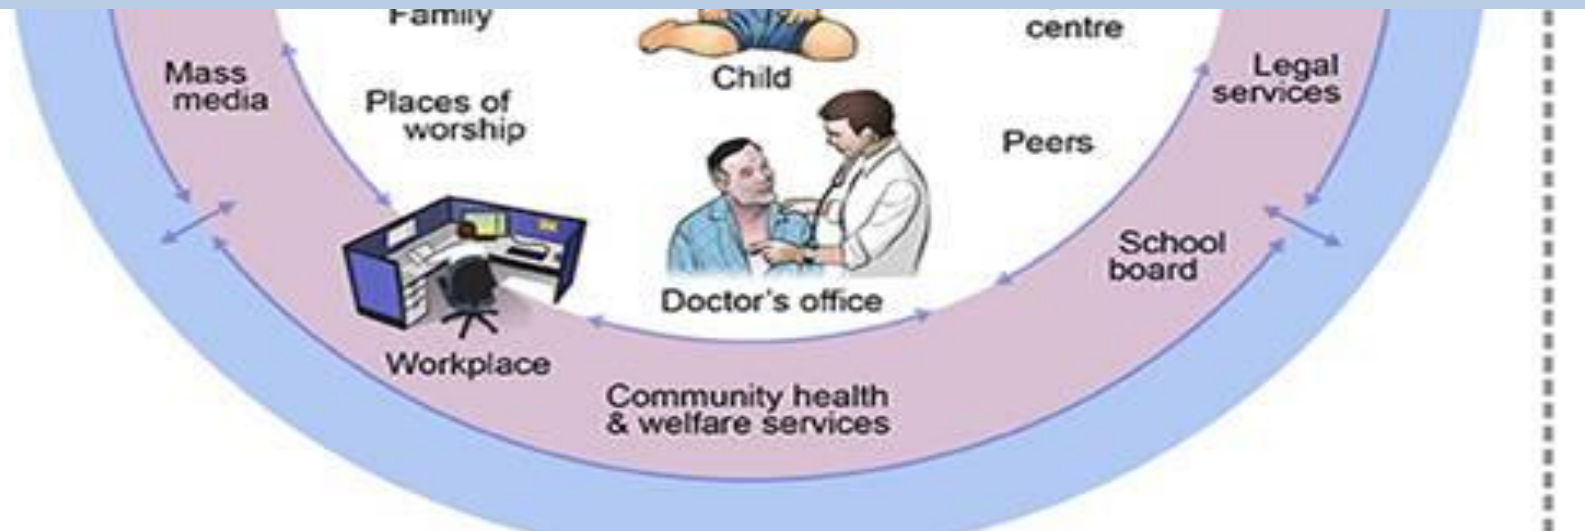 Family
centre
Child
Mass
media
Legal
services
Places of
worship
Peers
School
board
Doctor's office
Workplace
Community health
& welfare services